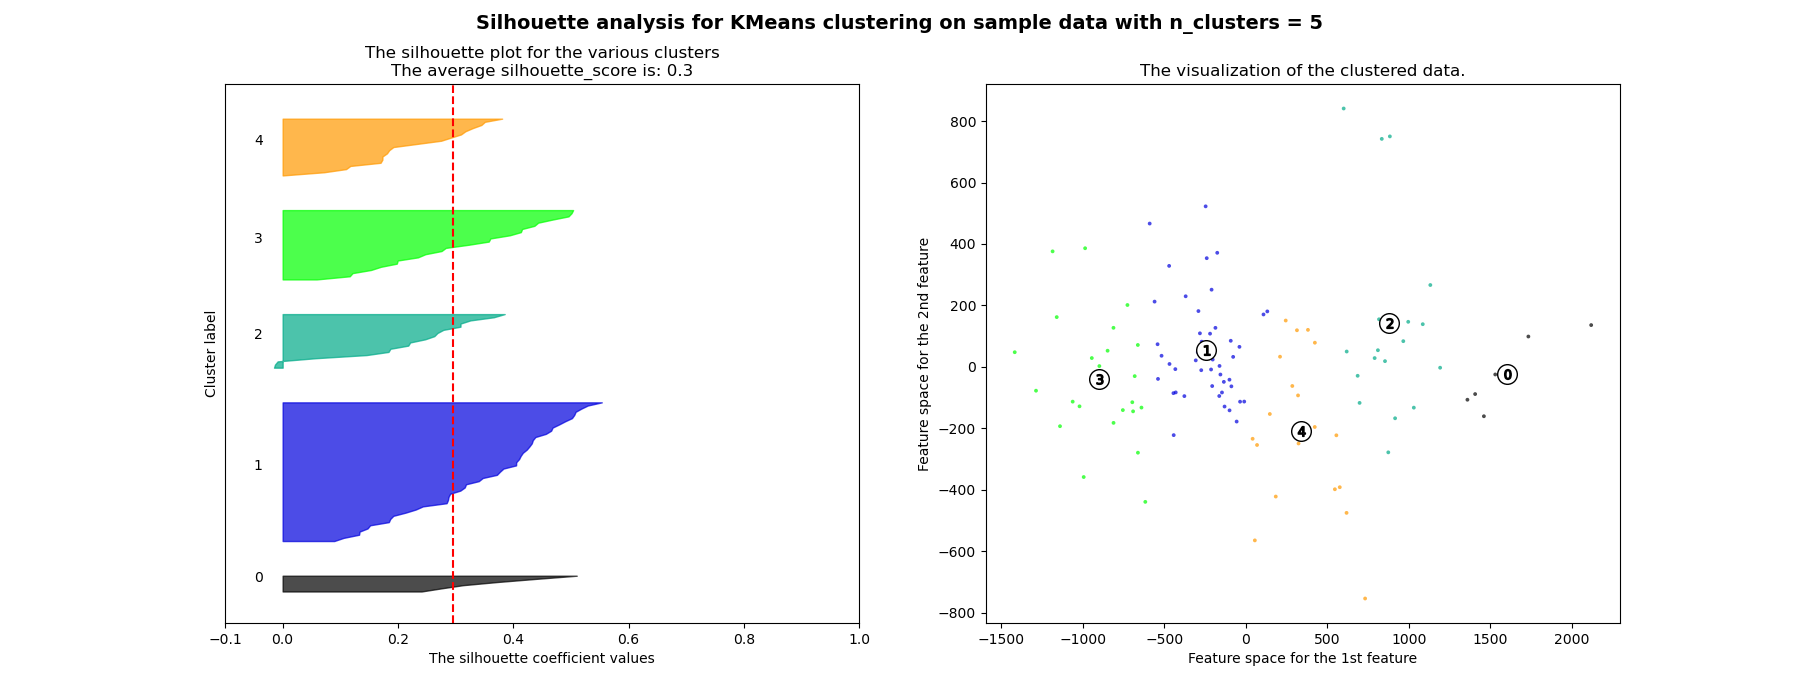 Silhouette analysis for KMeans clustering on sample data with n_clusters = 5
The silhouette plot for the various clusters
The average silhouette_score is: 0.3
Cluster label
4
3
2
1
0
−0.1 0.0 0.2 0.4 0.6 0.8 1.0
The silhouette coefficient values
The visualization of the clustered data.
Feature space for the 2nd feature
800
600
400
200
0
−200
−400
−600
−800
2
1
0
3
4
−1500 −1000 −500 0 500 1000 1500 2000
Feature space for the 1st feature